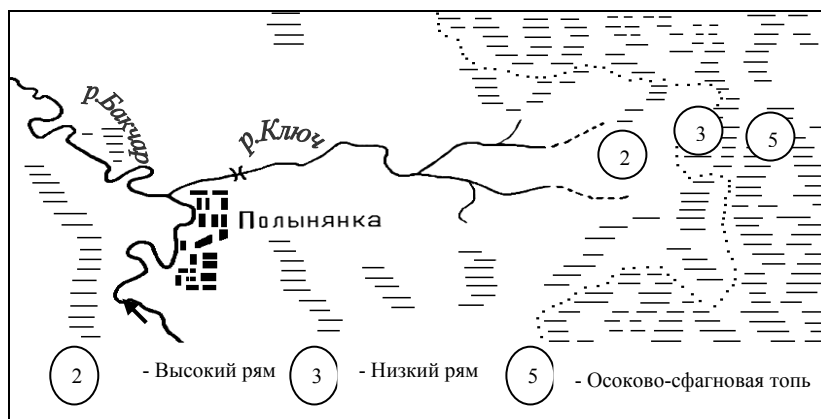 р.Бакчар
р.Ключ
2
3
5
Полынянка
2 - Высокий рям 3 - Низкий рям 5 - Осоково-сфагновая топь